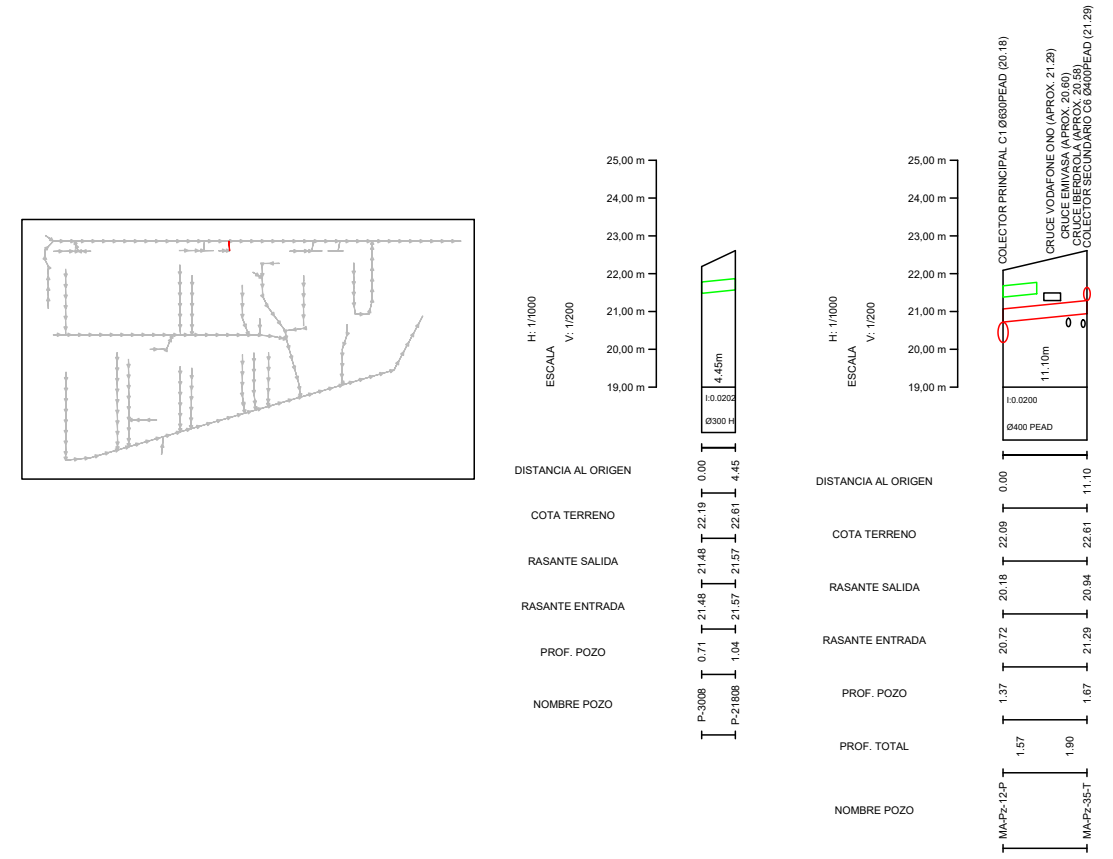 25,00 m
24,00 m
23,00 m
22,00 m
21,00 m
20,00 m
19,00 m
ESCALA
H: 1/1000
V: 1/200
4.45m
I:0.0202
Ø300 H
DISTANCIA AL ORIGEN
0.00
4.45
COTA TERRENO
22.19
22.61
RASANTE SALIDA
21.48
21.57
RASANTE ENTRADA
21.48
21.57
PROF. POZO
0.71
1.04
NOMBRE POZO
P-3008
P-21808
COLECTOR PRINCIPAL C1 Ø630PEAD (20.18)
CRUCE VODAFONE ONO (APROX. 21.29)
CRUCE EMIVASA (APROX. 20.60)
CRUCE IBERDROLA (APROX. 20.58)
COLECTOR SECUNDARIO C6 Ø400PEAD (21.29)
25,00 m
24,00 m
23,00 m
22,00 m
21,00 m
20,00 m
19,00 m
ESCALA
H: 1/1000
V: 1/200
11.10m
I:0.0200
Ø400 PEAD
DISTANCIA AL ORIGEN
0.00
11.10
COTA TERRENO
22.09
22.61
RASANTE SALIDA
20.18
20.94
RASANTE ENTRADA
20.72
21.29
PROF. POZO
1.37
1.67
PROF. TOTAL
1.57
1.90
NOMBRE POZO
MA-Pz-12-P
MA-Pz-35-T